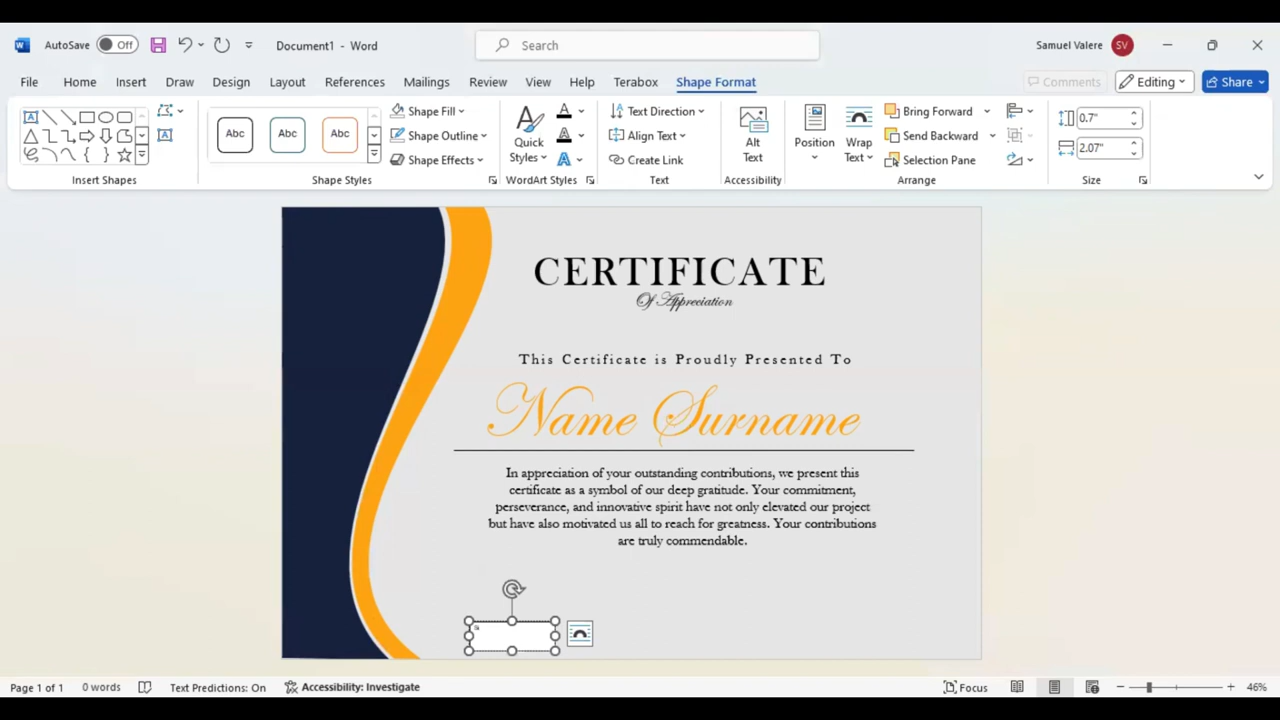 AutoSave Off Document1 - Word Search Samuel Valere SV
File Home Insert Draw Design Layout References Mailings Review View Help Terabox Shape Format Comments Editing Share
Abc Abc Abc
Shape Fill
Shape Outline
Shape Effects
Insert Shapes
Shape Styles
Quick
Styles
A
A
A
WordArt Styles
Text Direction
Align Text
Create Link
Text
Alt
Text
Accessibility
Position
Wrap
Text
Bring Forward
Send Backward
Selection Pane
Arrange
0.7"
2.07"
Size
CERTIFICATE
Of Appreciation
This Certificate is Proudly Presented To
Name Surname
In appreciation of your outstanding contributions, we present this
certificate as a symbol of our deep gratitude. Your commitment,
perseverance, and innovative spirit have not only elevated our project
but have also motivated us all to reach for greatness. Your contributions
are truly commendable.
Page 1 of 1 0 words Text Predictions: On Accessibility: Investigate Focus 46%